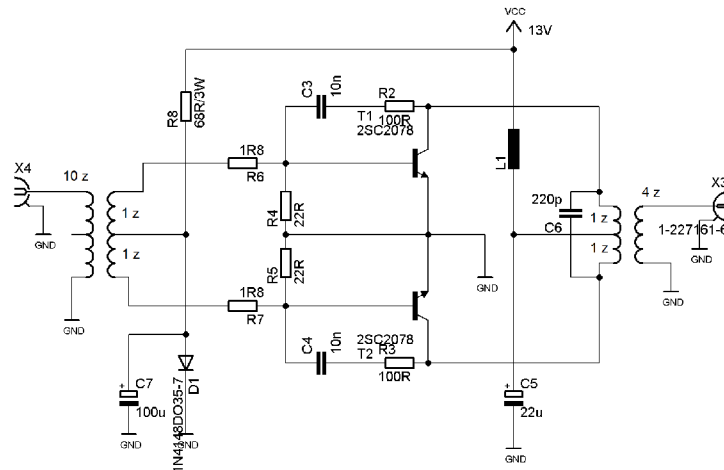 VCC
13V
C3
10n
R2
100R
T1
2SC2078
R8
68R/3W
L1
X4
10 z
GND
1 z
1 z
GND
1R8
R6
R4
22R
R5
22R
1R8
R7
GND
220p
C6
1 z
1 z
4 z
X3
1-227161-6
GND
GND
C4
10n
2SC2078
T2
R3
100R
C7
100u
GND
D1
1N4148DO35-7
GND
C5
22u
GND